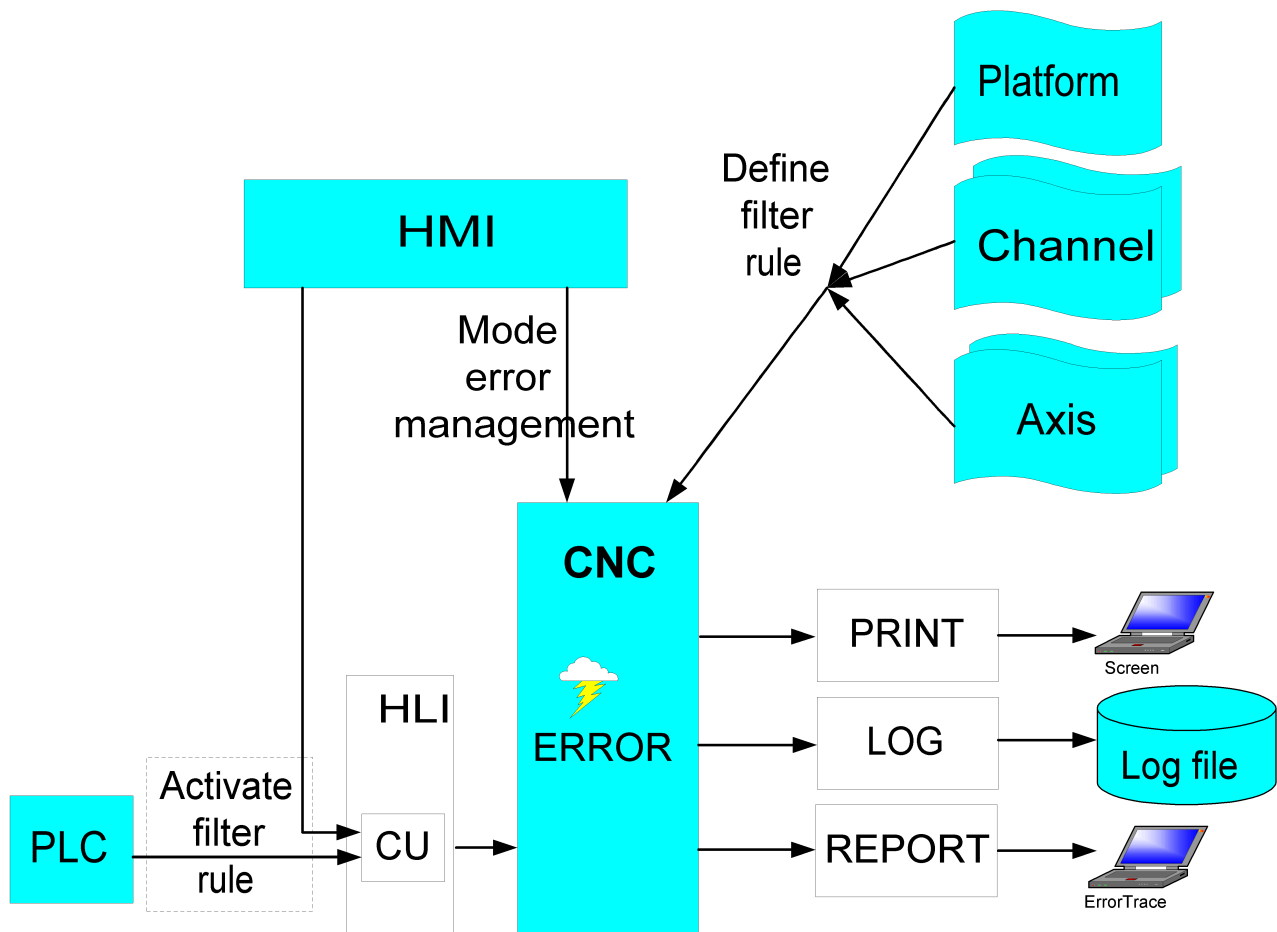 Platform
Define
filter
rule
Channel
HMI
Mode
error
management
Axis
CNC
ERROR
PRINT
Screen
HLI
LOG
Log file
Activate
filter
rule
PLC
CU
REPORT
ErrorTrace